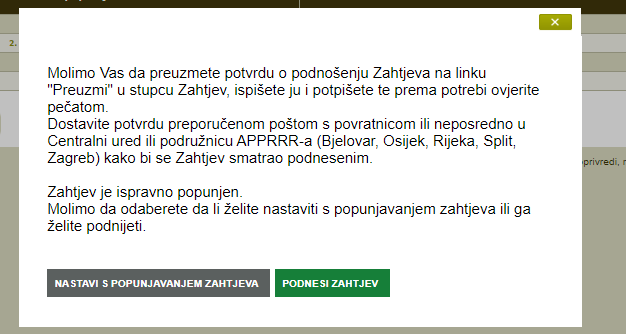 2.
Molimo Vas da preuzmete potvrdu o podnošenju Zahtjeva na linku
"Preuzmi" u stupcu Zahtjev, ispišete ju i potpišete te prema potrebi ovjerite
pečatom.
Dostavite potvrdu preporučenom poštom s povratnicom ili neposredno u
Centralni ured ili podružnicu APPRRR-a (Bjelovar, Osijek, Rijeka, Split,
Zagreb) kako bi se Zahtjev smatrao podnesenim.
oprivredi, r
Zahtjev je ispravno popunjen.
Molimo da odaberete da li želite nastaviti s popunjavanjem zahtjeva ili ga
želite podnijeti.
NASTAVI S POPUNJAVANJEM ZAHTJEVA PODNESI ZAHTJEV